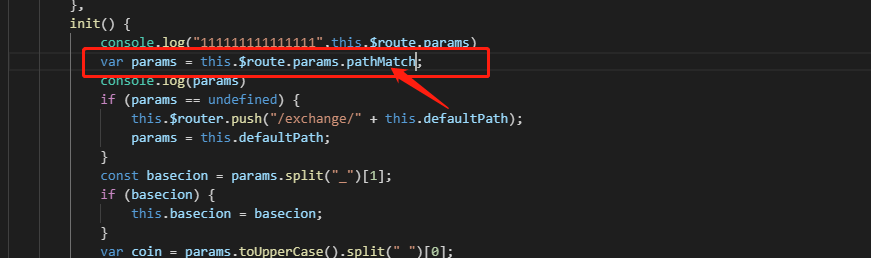 },
init() {
console.log("111111111111111",this.$route.params)
var params = this.$route.params.pathMatch;
console.log(params)
if (params == undefined) {
this.$router.push("/exchange/" + this.defaultPath);
params = this.defaultPath;
}
const basecion = params.split("_")[1];
if (basecion) {
this.basecion = basecion;
}
var coin = params.toUpperCase().split("_")[0];